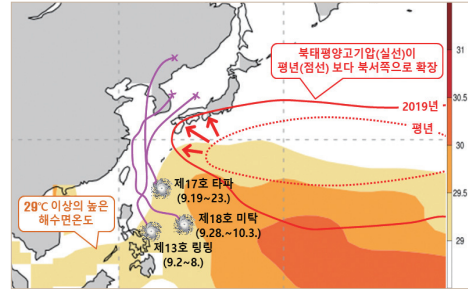 북태평양고기압(실선)이
평년(점선) 보다 북서쪽으로 확장
2019년
평년
제17호 타파
(9.19~23.)
제18호 미탁
(9.28.~10.3.)
제13호 링링
(9.2~8.)
29℃ 이상의 높은
해수면온도
31
30.5
30
29.5
29